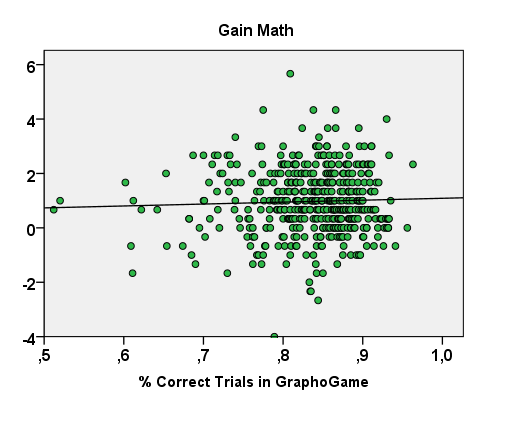 Gain Math
6
4
2
0
-2
-4
,5 ,6 ,7 ,8 ,9 1,0
% Correct Trials in GraphoGame